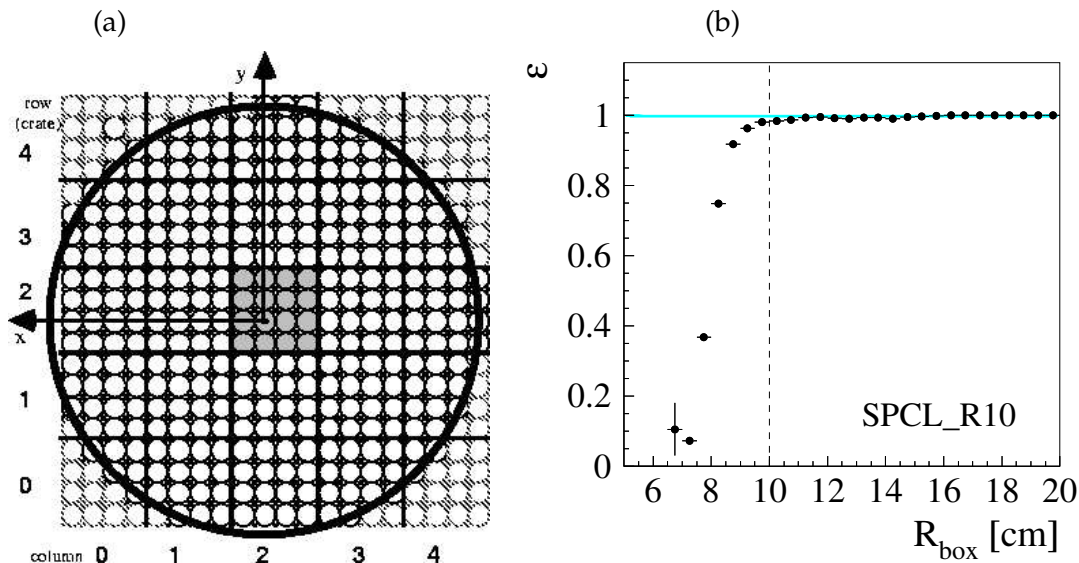 (a)
y
row
(crate)
4
3
2
x
1
0
column 0 1 2 3 4
(b)
ε
1
0.8
0.6
0.4
0.2
0
SPCL_R10
6 8 10 12 14 16 18 20
R_box [cm]